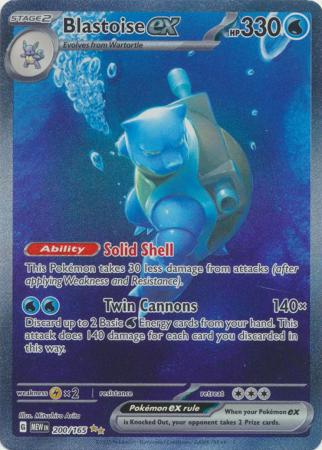 STAGE2
Blastoise ex
HP 330
Evolves from Wartortle
Ability Solid Shell
This Pokémon takes 30 less damage from attacks (after
applying Weakness and Resistance).
Twin Cannons 140×
Discard up to 2 Basic Energy cards from your hand. This
attack does 140 damage for each card you discarded
in this way.
weakness ×2 resistance retreat
Illus. Mitsuhiro Arita
Pokémon ex rule
When your Pokémon ex
is Knocked Out, your opponent takes 2 Prize cards.
G MEW EN 200/165